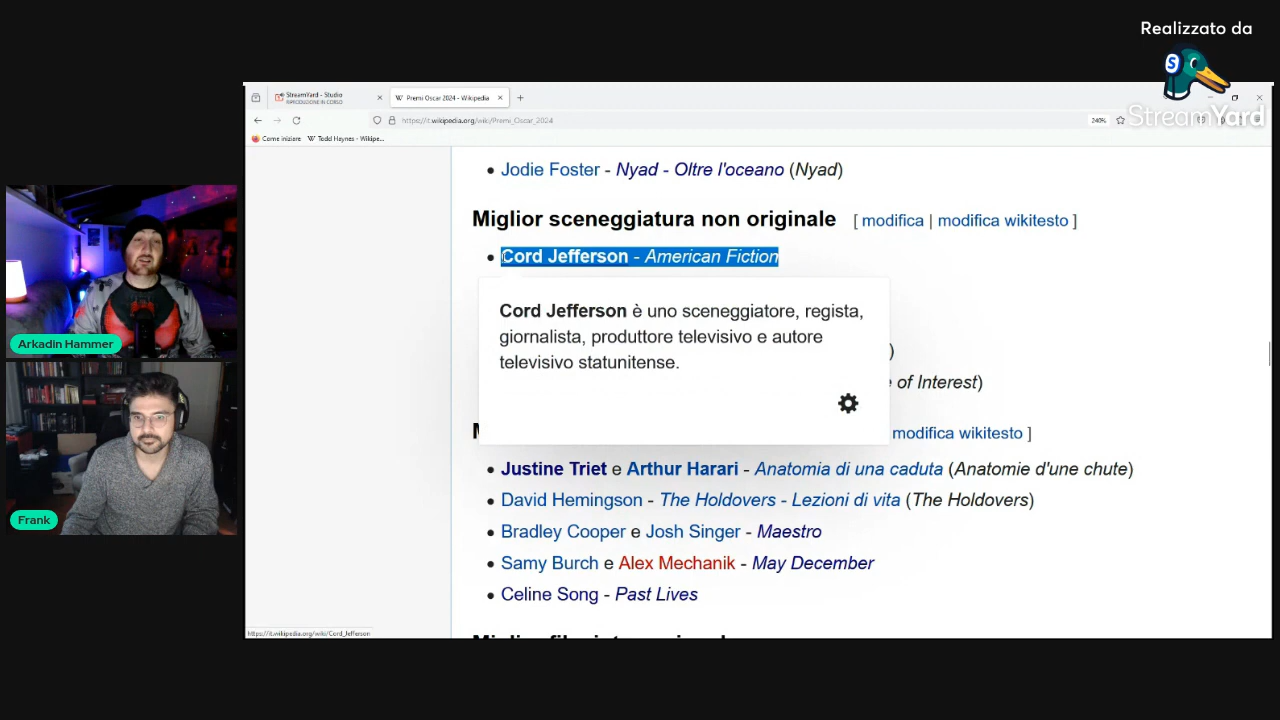 Realizzato da
S
StreamYard
StreamYard - Studio
RIPRODUZIONE IN CORSO
Premi Oscar 2024 - Wikipedia
https://it.wikipedia.org/wiki/Premi_Oscar_2024
240%
Come iniziare
Todd Haynes - Wikipe...
Jodie Foster - Nyad - Oltre l'oceano (Nyad)
Miglior sceneggiatura non originale [ modifica | modifica wikitesto ]
Cord Jefferson - American Fiction
Cord Jefferson è uno sceneggiatore, regista,
giornalista, produttore televisivo e autore
televisivo statunitense.
)
e of Interest)
modifica wikitesto ]
Justine Triet e Arthur Harari - Anatomia di una caduta (Anatomie d'une chute)
David Hemingson - The Holdovers - Lezioni di vita (The Holdovers)
Bradley Cooper e Josh Singer - Maestro
Samy Burch e Alex Mechanik - May December
Celine Song - Past Lives
https://it.wikipedia.org/wiki/Cord_Jefferson
Arkadin Hammer
Frank